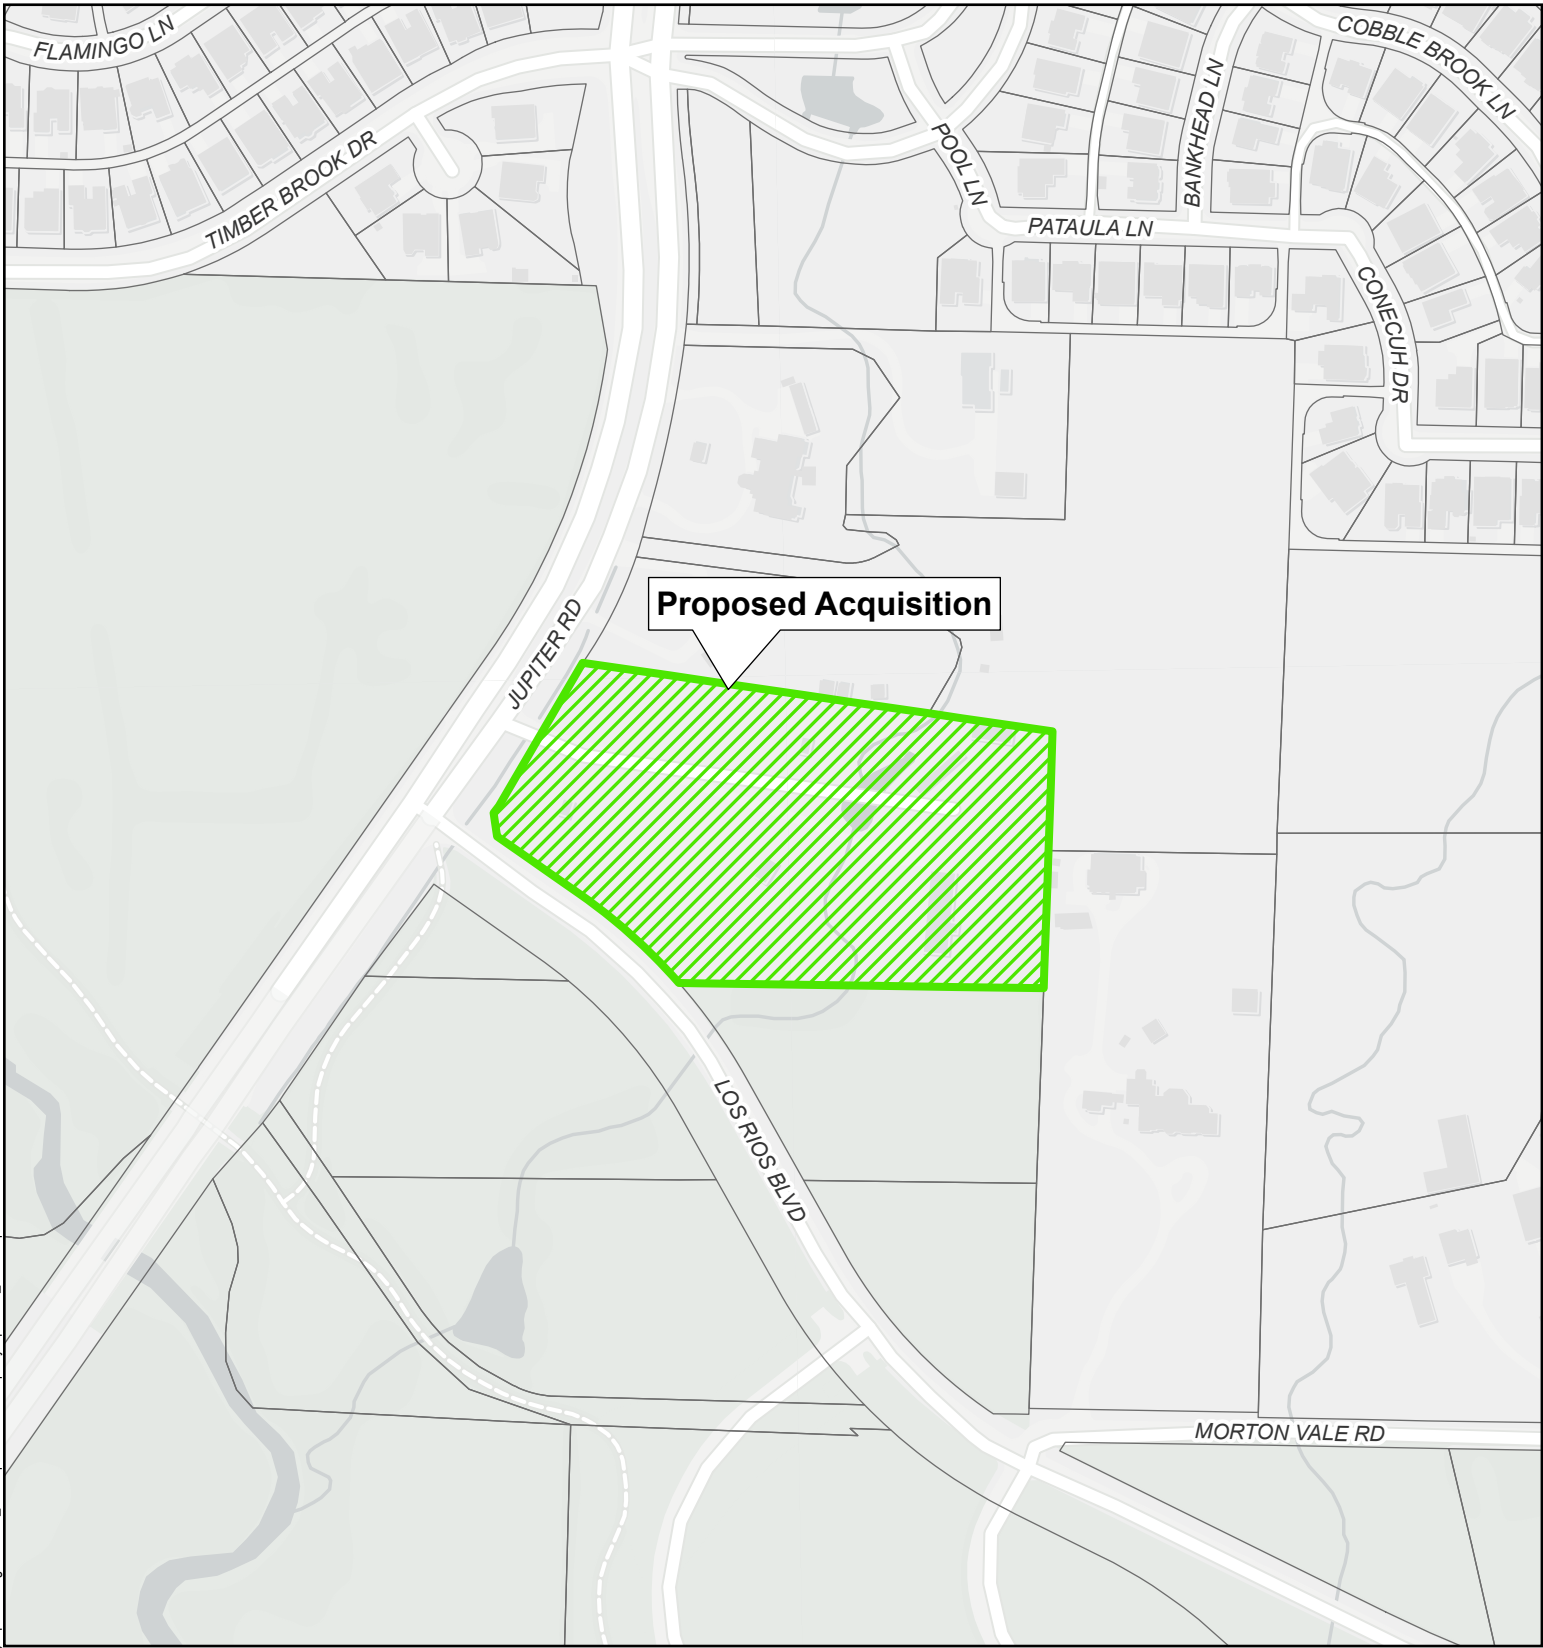 FLAMINGO LN
COBBLE BROOK LN
TIMBER BROOK DR
POOL LN
BANKHEAD LN
PATAULA LN
CONECUH DR
Proposed Acquisition
JUPITER RD
LOS RIOS BLVD
MORTON VALE RD